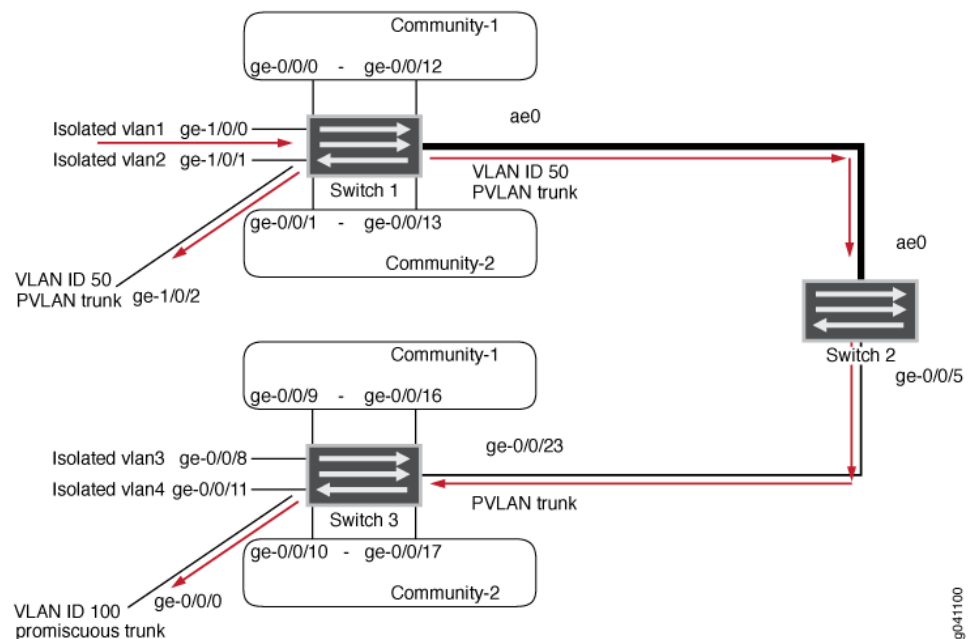 Community-1
ge-0/0/0 - ge-0/0/12
ae0
Isolated vlan1 ge-1/0/0
Isolated vlan2 ge-1/0/1
VLAN ID 50
PVLAN trunk
Switch 1
ge-0/0/1 - ge-0/0/13
Community-2
ae0
VLAN ID 50
PVLAN trunk
ge-1/0/2
Switch 2
ge-0/0/5
Community-1
ge-0/0/9 - ge-0/0/16
ge-0/0/23
Isolated vlan3 ge-0/0/8
Isolated vlan4 ge-0/0/11
PVLAN trunk
Switch 3
ge-0/0/10 - ge-0/0/17
Community-2
ge-0/0/0
VLAN ID 100
promiscuous trunk
g041100